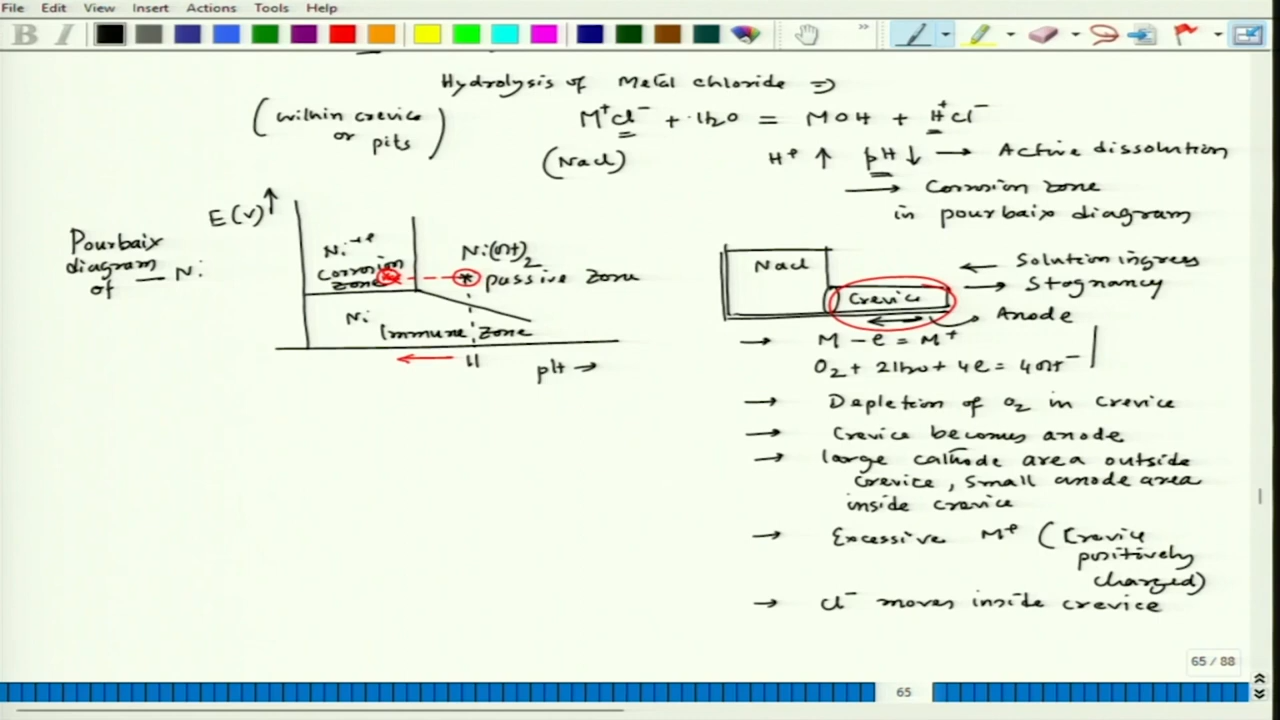 File Edit View Insert Actions Tools Help
B I
Hydrolysis of Metal chloride ⇒
(within crevice
or pits)
M⁺Cl⁻ + H₂O = MOH + H⁺Cl⁻
(NaCl)
H⁺ ↑ pH ↓ → Active dissolution
→ Corrosion zone
in pourbaix diagram
Pourbaix
diagram
of — Ni
E(V) ↑
Ni⁺²
corrosion
zone
Ni(OH)₂
* passive zone
Ni
Immune zone
11
pH →
NaCl
Crevice
← Solution ingress
→ Stagnancy
Anode
→ M - e = M⁺
O₂ + 2H₂O + 4e = 4OH⁻
→ Depletion of O₂ in crevice
→ Crevice becomes anode
→ large cathode area outside
crevice, small anode area
inside crevice
→ Excessive M⁺ (Crevice
positively
charged)
→ Cl⁻ moves inside crevice
65 / 88
65